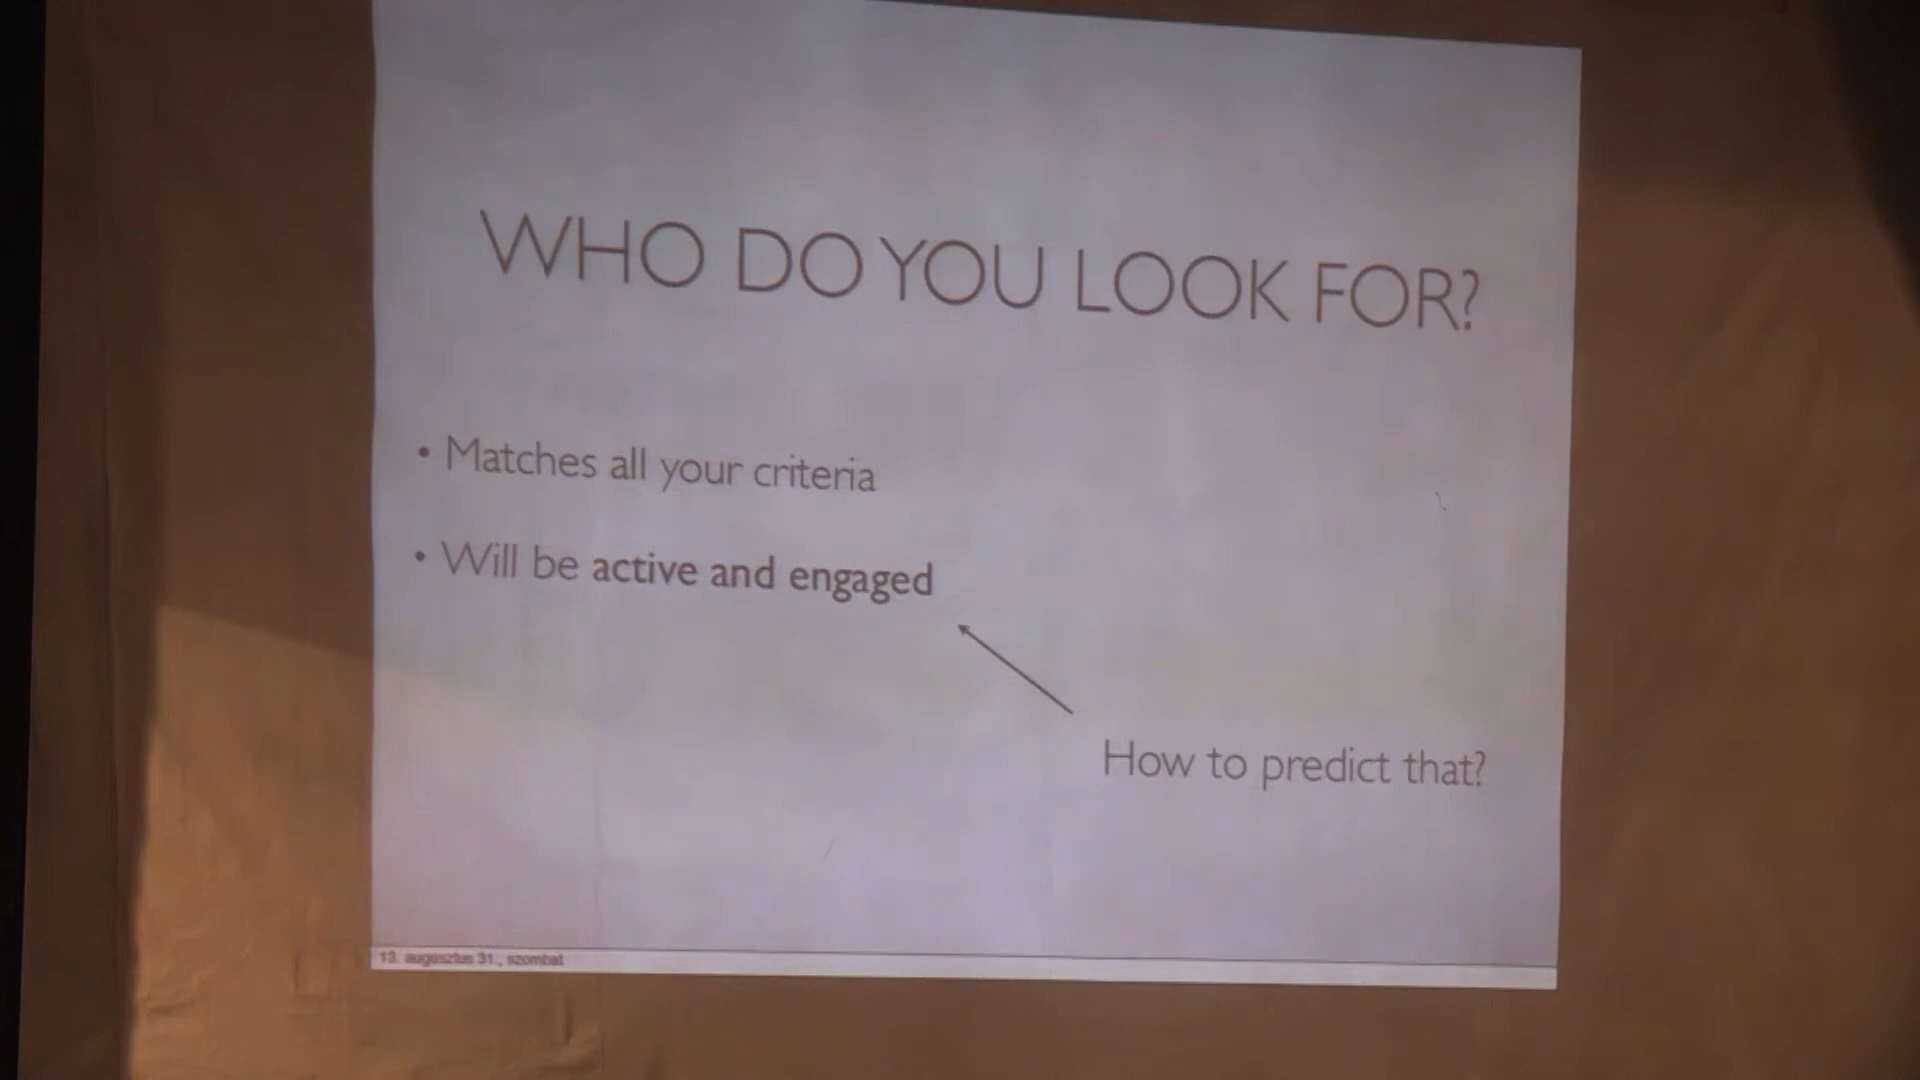 WHO DO YOU LOOK FOR?
• Matches all your criteria
• Will be active and engaged
How to predict that?
13. augusztus 31., szombat